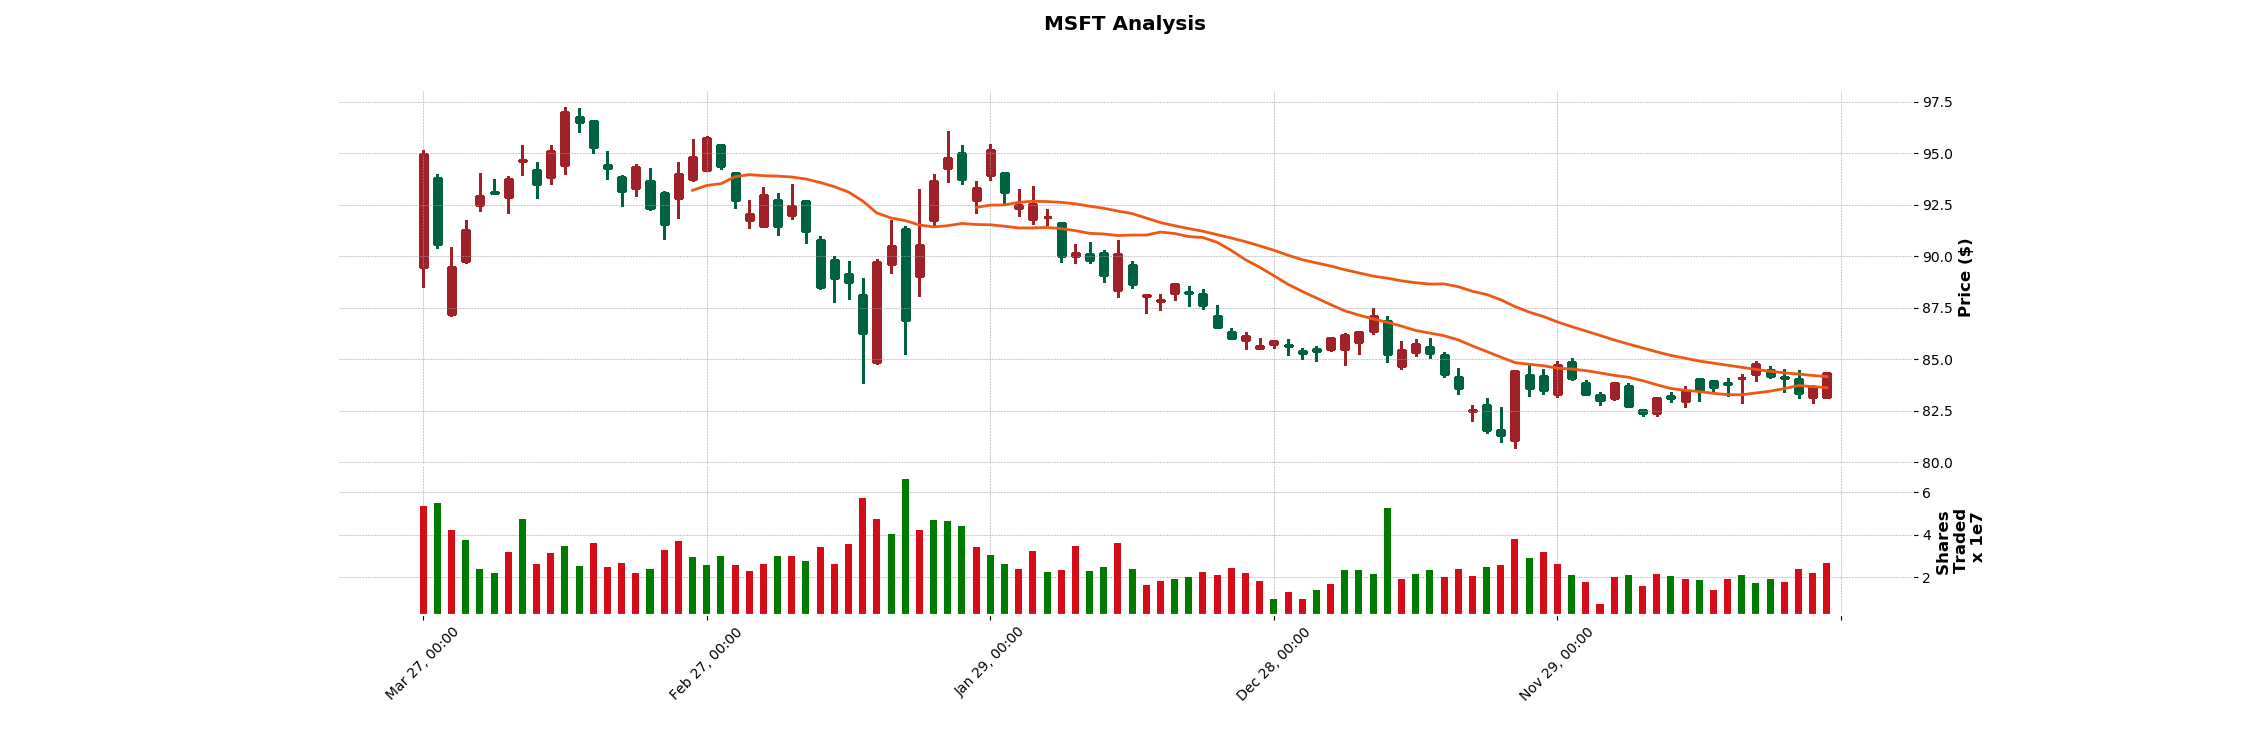 MSFT Analysis
97.5
95.0
92.5
90.0
87.5
85.0
82.5
80.0
Price ($)
6
4
2
Shares
Traded
x 1e7
Mar 27, 00:00
Feb 27, 00:00
Jan 29, 00:00
Dec 28, 00:00
Nov 29, 00:00